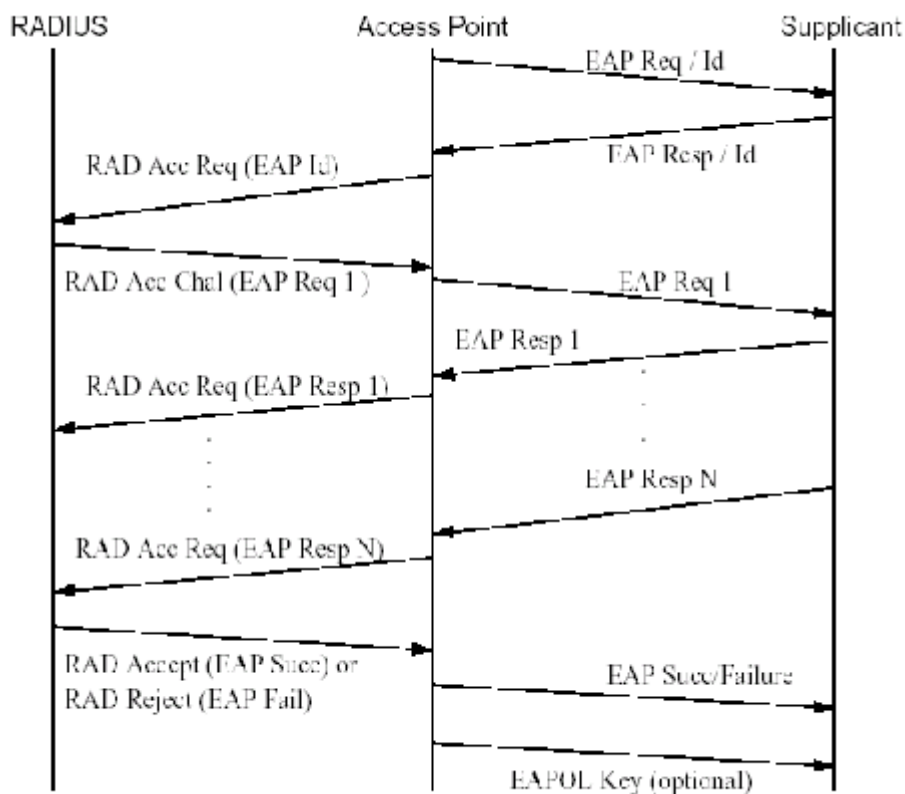 RADIUS
Access Point
Supplicant
EAP Req / Id
EAP Resp / Id
RAD Acc Req (EAP Id)
RAD Acc Chal (EAP Req 1 )
EAP Req 1
EAP Resp 1
RAD Acc Req (EAP Resp 1)
EAP Resp N
RAD Acc Req (EAP Resp N)
RAD Accept (EAP Succ) or
RAD Reject (EAP Fail)
EAP Succ/Failure
EAPOL Key (optional)